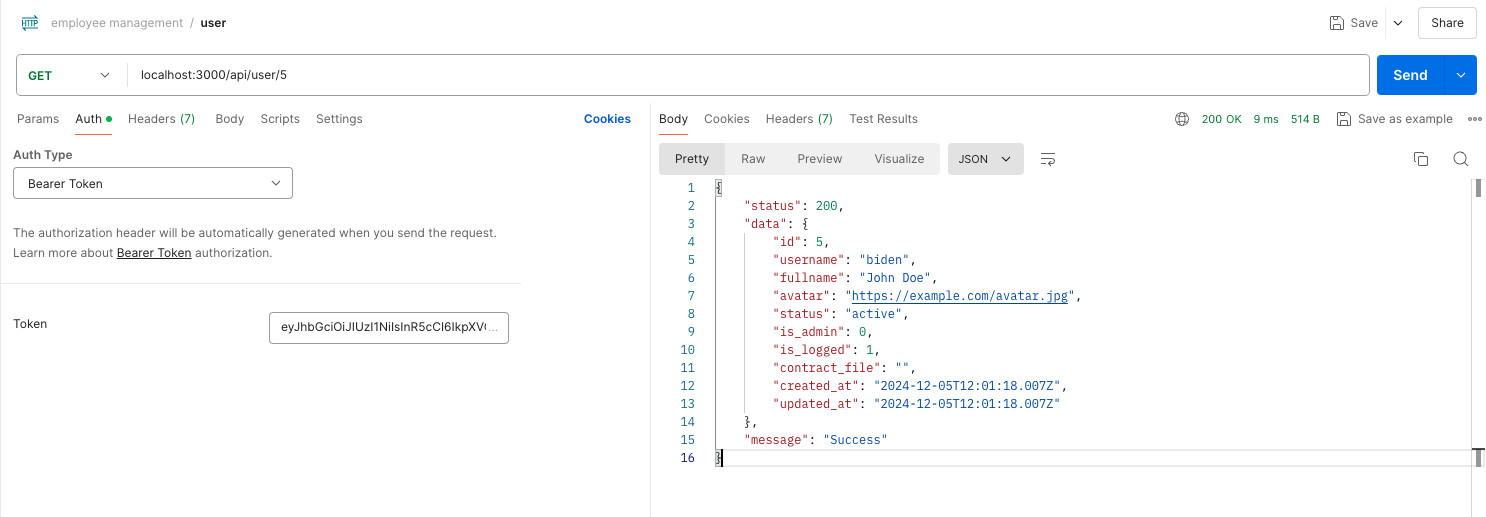 HTTP employee management / user Save Share
GET localhost:3000/api/user/5 Send
Params Auth Headers (7) Body Scripts Settings Cookies
Auth Type
Bearer Token
The authorization header will be automatically generated when you send the request.
Learn more about Bearer Token authorization.
Token eyJhbGciOiJIUzI1NiIsInR5cCI6IkpXV...
Body Cookies Headers (7) Test Results 200 OK 9 ms 514 B Save as example
Pretty Raw Preview Visualize JSON
1 {
2 "status": 200,
3 "data": {
4 "id": 5,
5 "username": "biden",
6 "fullname": "John Doe",
7 "avatar": "https://example.com/avatar.jpg",
8 "status": "active",
9 "is_admin": 0,
10 "is_logged": 1,
11 "contract_file": "",
12 "created_at": "2024-12-05T12:01:18.007Z",
13 "updated_at": "2024-12-05T12:01:18.007Z"
14 },
15 "message": "Success"
16 }